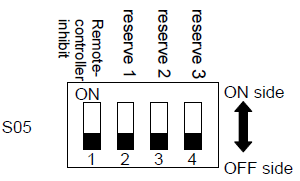 Remote-
controller
inhibit
reserve 1
reserve 2
reserve 3
ON
ON side
S05
1 2 3 4
OFF side